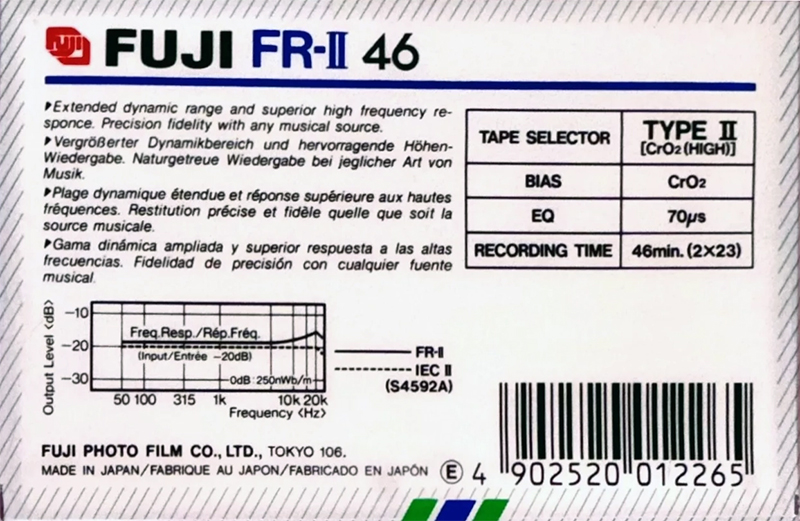 FUJI FUJI FR-II 46
▶Extended dynamic range and superior high frequency re-
sponce. Precision fidelity with any musical source.
▶Vergrößerter Dynamikbereich und hervorragende Höhen-
Wiedergabe. Naturgetreue Wiedergabe bei jeglicher Art von
Musik.
▶Plage dynamique étendue et réponse supérieure aux hautes
fréquences. Restitution précise et fidèle quelle que soit la
source musicale.
▶Gama dinámica ampliada y superior respuesta a las altas
frecuencias. Fidelidad de precisión con cualquier fuente
musical.
TAPE SELECTOR TYPE II
[CrO2 (HIGH)]
BIAS CrO2
EQ 70μs
RECORDING TIME 46min. (2×23)
Output Level <dB>
−10
−20
−30
Freq.Resp./Rép.Fréq.
(Input/Entrée −20dB)
0dB : 250nWb/m
50 100 315 1k 10k 20k
Frequency <Hz>
FR-II
IEC II
(S4592A)
FUJI PHOTO FILM CO., LTD., TOKYO 106.
MADE IN JAPAN/FABRIQUE AU JAPON/FABRICADO EN JAPÓN Ⓔ
4 902520 012265